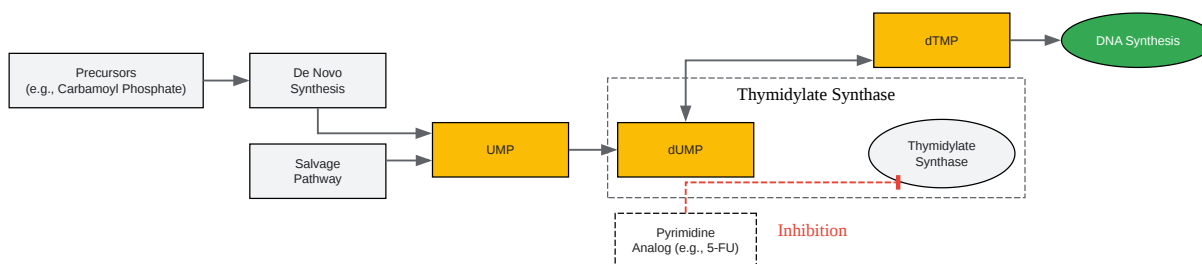 Precursors
(e.g., Carbamoyl Phosphate)
De Novo
Synthesis
Salvage
Pathway
UMP
dUMP
Thymidylate Synthase
Thymidylate
Synthase
dTMP
DNA Synthesis
Pyrimidine
Analog (e.g., 5-FU)
Inhibition